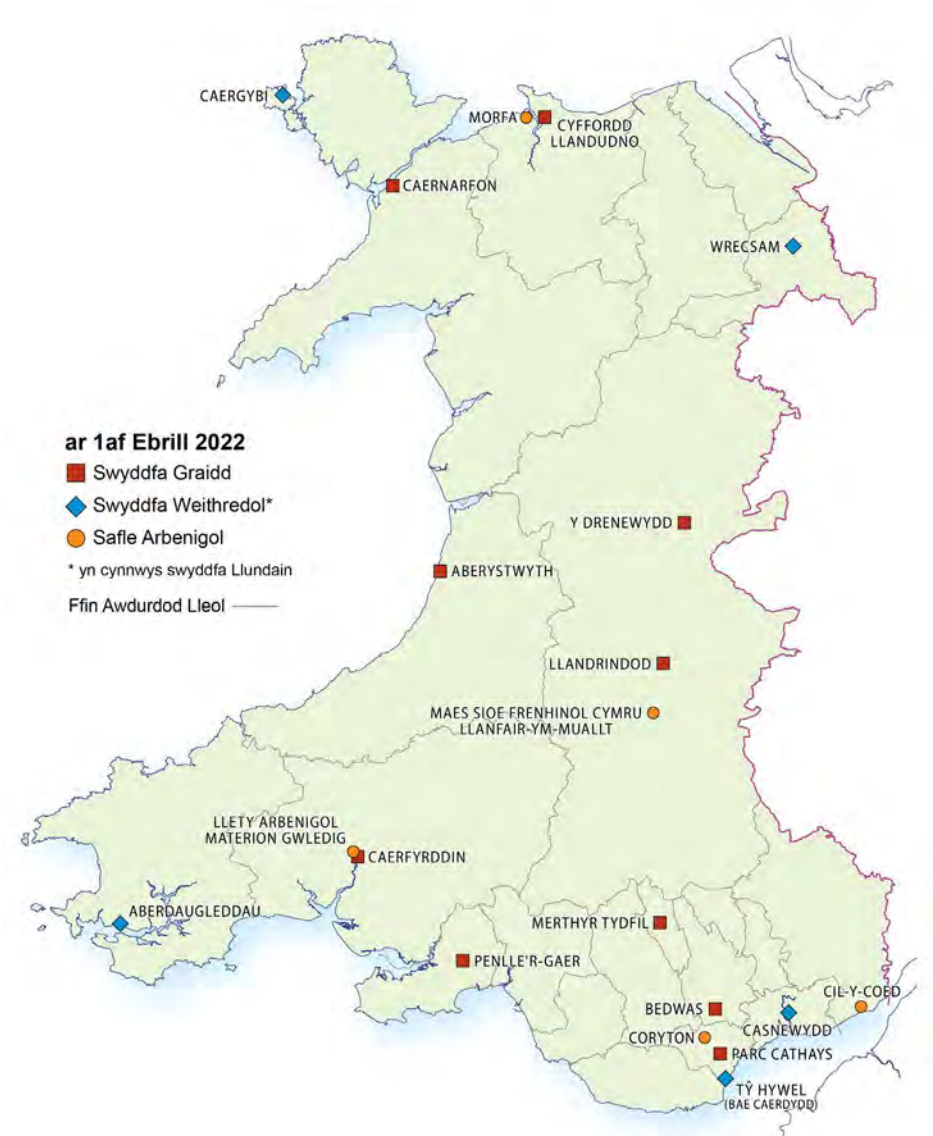 CAERGYBI
MORFA
CYFFORDD
LLANDUDNO
CAERNARFON
WRECSAM
ar 1af Ebrill 2022
Swyddfa Graidd
Swyddfa Weithredol*
Safle Arbenigol
* yn cynnwys swyddfa Llundain
Ffin Awdurdod Lleol
Y DRENEWYDD
ABERYSTWYTH
LLANDRINDOD
MAES SIOE FRENHINOL CYMRU
LLANFAIR-YM-MUALLT
LLETY ARBENIGOL
MATERION GWLEDIG
CAERFYRDDIN
ABERDAUGLEDDAU
MERTHYR TYDFIL
PENLLE'R-GAER
CIL-Y-COED
BEDWAS
CASNEWYDD
CORYTON
PARC CATHAYS
TŶ HYWEL
(BAE CAERDYDD)